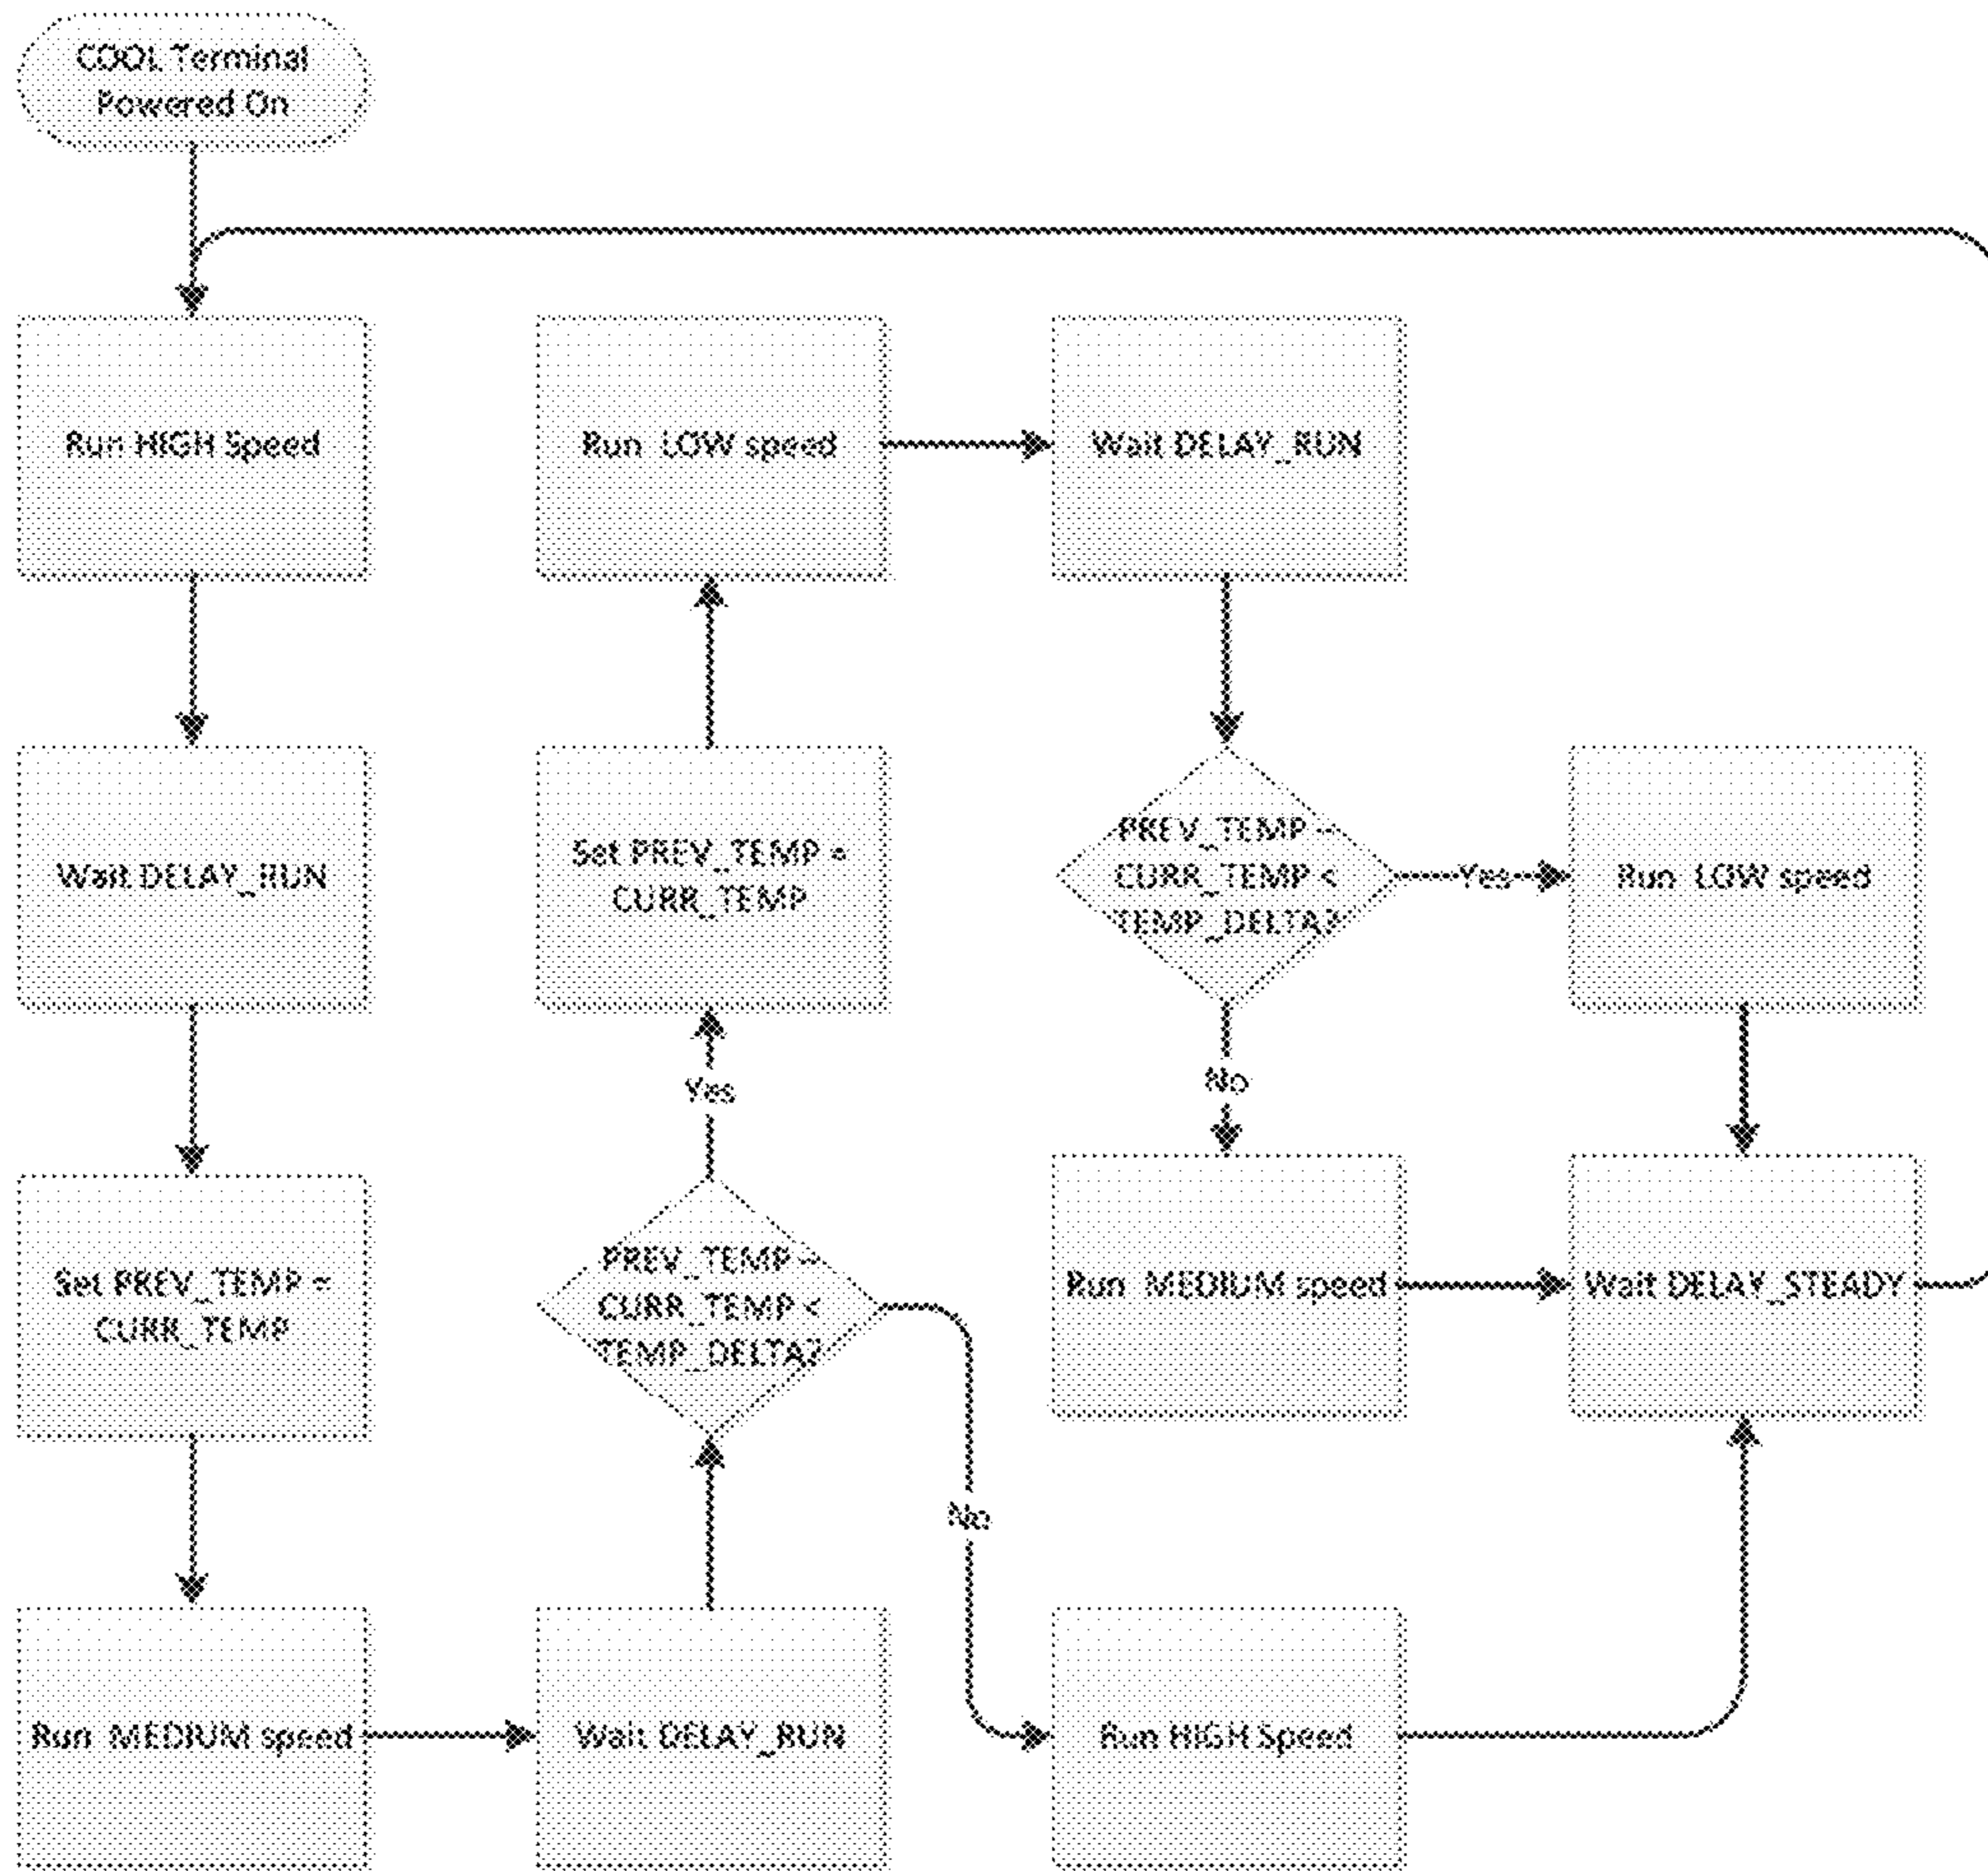 COOL Terminal
Powered On
Run HIGH Speed
Wait DELAY_RUN
Set PREV_TEMP =
CURR_TEMP
Run MEDIUM speed
Wait DELAY_RUN
PREV_TEMP –
CURR_TEMP <
TEMP_DELTA?
Yes
No
Set PREV_TEMP =
CURR_TEMP
Run LOW speed
Wait DELAY_RUN
PREV_TEMP –
CURR_TEMP <
TEMP_DELTA?
Yes
No
Run LOW speed
Run MEDIUM speed
Wait DELAY_STEADY
Run HIGH Speed